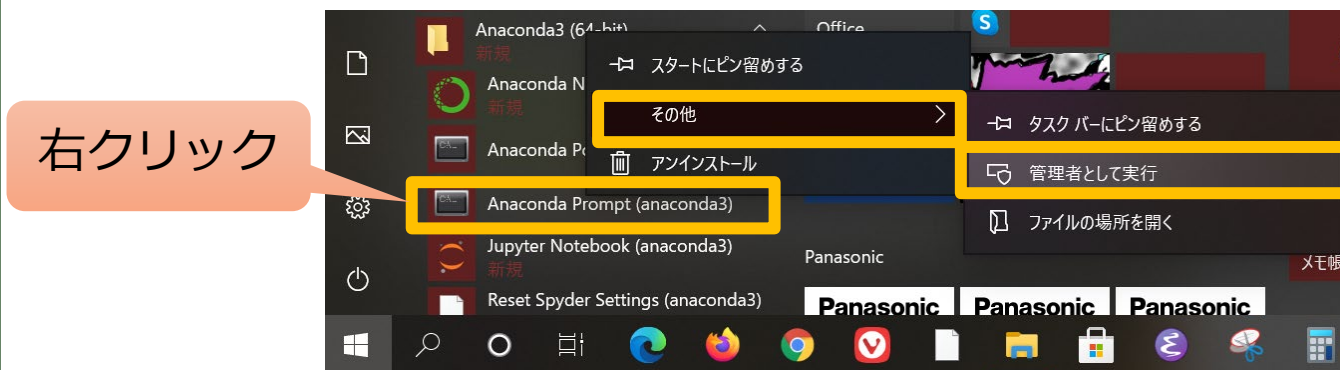 右クリック
Anaconda3 (64-bit)
新規
Anaconda N
新規
Anaconda Po
Anaconda Prompt (anaconda3)
Jupyter Notebook (anaconda3)
新規
Reset Spyder Settings (anaconda3)
スタートにピン留めする
その他
アンインストール
Office
タスク バーにピン留めする
管理者として実行
ファイルの場所を開く
Panasonic
メモ帳
Panasonic
Panasonic
Panasonic